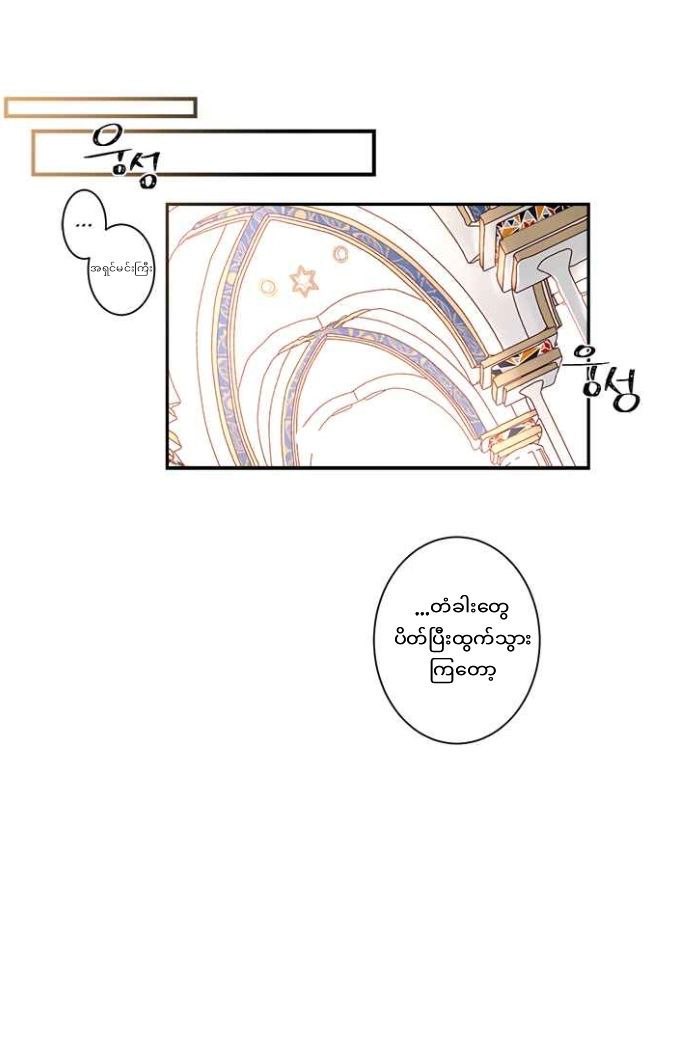 웅성
...
အရှင်မင်းကြီး
웅성
...တံခါးတွေ
ပိတ်ပြီးထွက်သွား
ကြတော့